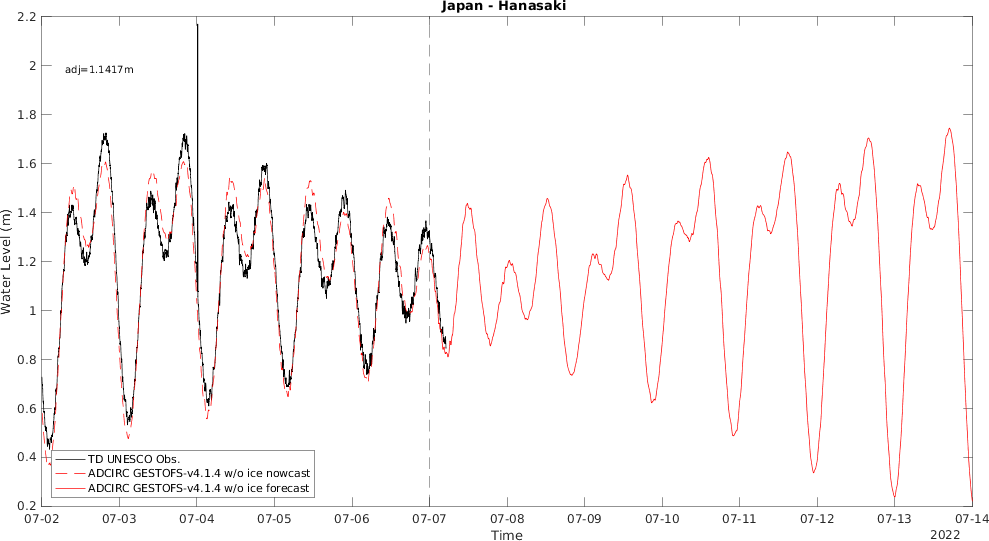 Japan - Hanasaki
adj=1.1417m
2.2
2
1.8
1.6
1.4
1.2
1
0.8
0.6
0.4
0.2
Water Level (m)
TD UNESCO Obs.
ADCIRC GESTOFS-v4.1.4 w/o ice nowcast
ADCIRC GESTOFS-v4.1.4 w/o ice forecast
07-02 07-03 07-04 07-05 07-06 07-07 07-08 07-09 07-10 07-11 07-12 07-13 07-14
Time
2022